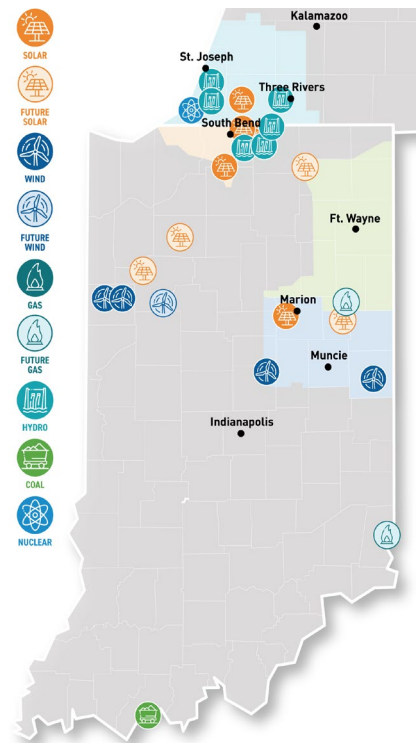 SOLAR
FUTURE
SOLAR
WIND
FUTURE
WIND
GAS
FUTURE
GAS
HYDRO
COAL
NUCLEAR
Kalamazoo
St. Joseph
Three Rivers
South Bend
Ft. Wayne
Marion
Muncie
Indianapolis